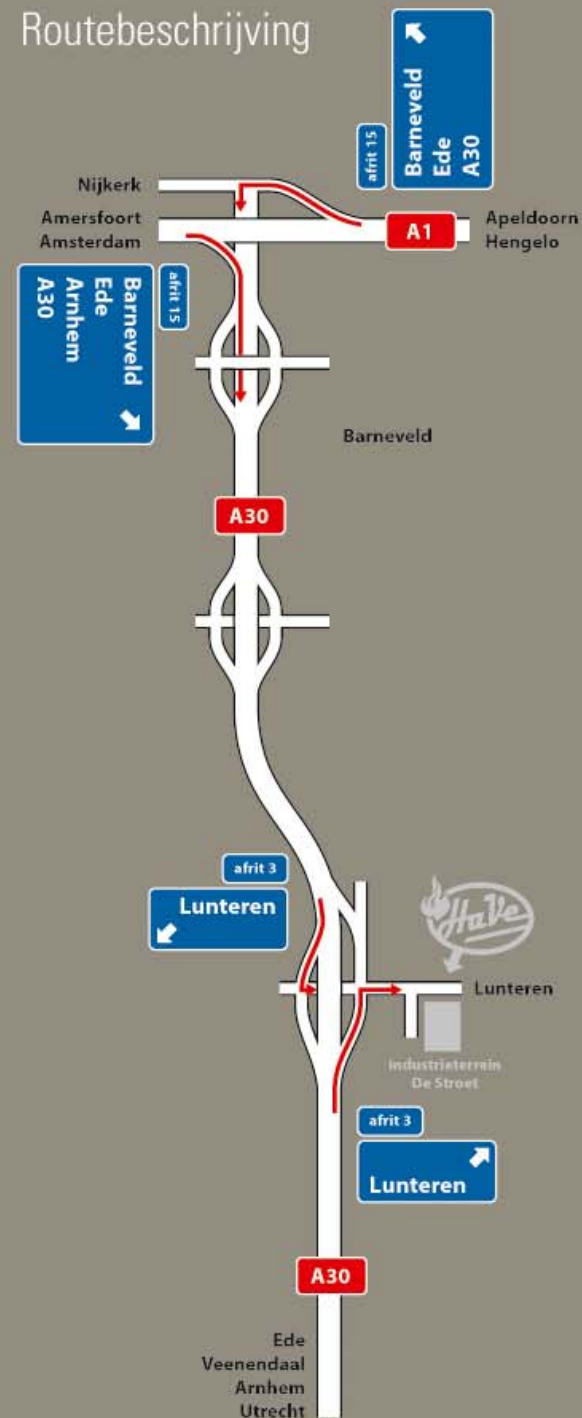 Routebeschrijving
Barneveld
Ede
A30
afrit 15
Nijkerk
Amersfoort
Amsterdam
A1
Apeldoorn
Hengelo
afrit 15
Barneveld
Ede
Arnhem
A30
Barneveld
A30
afrit 3
Lunteren
HaVe
Lunteren
Industrieterrein
De Stroet
afrit 3
Lunteren
A30
Ede
Veenendaal
Arnhem
Utrecht